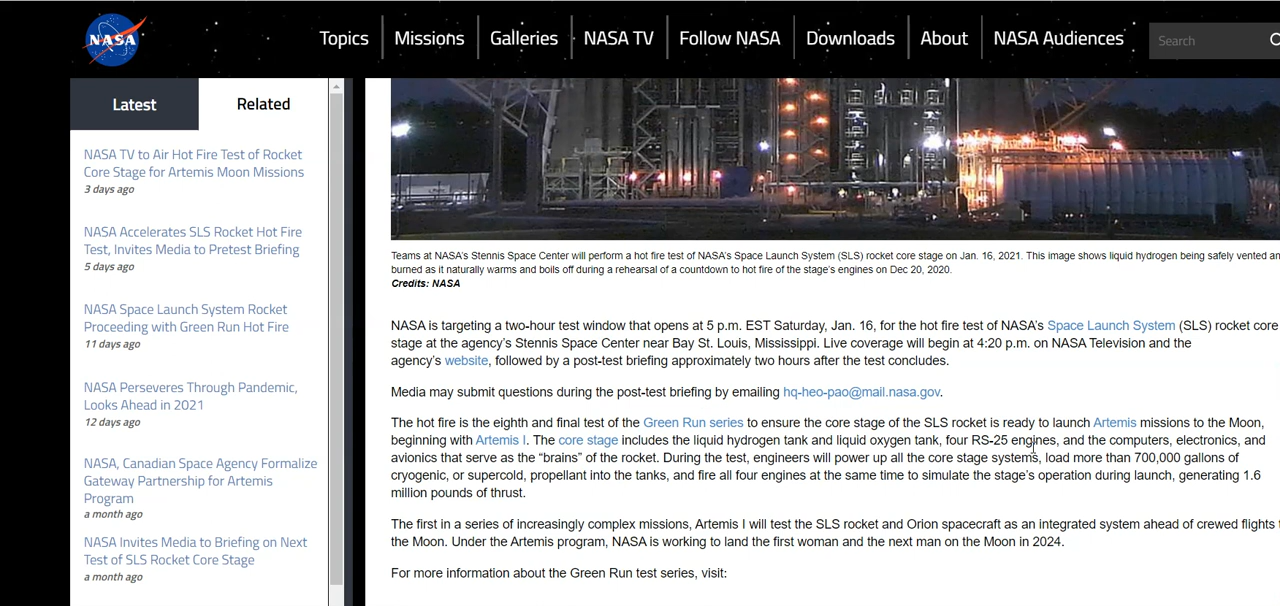 NASA
Topics
Missions
Galleries
NASA TV
Follow NASA
Downloads
About
NASA Audiences
Search
Latest
Related
NASA TV to Air Hot Fire Test of Rocket
Core Stage for Artemis Moon Missions
3 days ago
NASA Accelerates SLS Rocket Hot Fire
Test, Invites Media to Pretest Briefing
5 days ago
NASA Space Launch System Rocket
Proceeding with Green Run Hot Fire
11 days ago
NASA Perseveres Through Pandemic,
Looks Ahead in 2021
12 days ago
NASA, Canadian Space Agency Formalize
Gateway Partnership for Artemis
Program
a month ago
NASA Invites Media to Briefing on Next
Test of SLS Rocket Core Stage
a month ago
Teams at NASA's Stennis Space Center will perform a hot fire test of NASA's Space Launch System (SLS) rocket core stage on Jan. 16, 2021. This image shows liquid hydrogen being safely vented
burned as it naturally warms and boils off during a rehearsal of a countdown to hot fire of the stage's engines on Dec 20, 2020.
Credits: NASA
NASA is targeting a two-hour test window that opens at 5 p.m. EST Saturday, Jan. 16, for the hot fire test of NASA's Space Launch System (SLS) rocket core
stage at the agency's Stennis Space Center near Bay St. Louis, Mississippi. Live coverage will begin at 4:20 p.m. on NASA Television and the
agency's website, followed by a post-test briefing approximately two hours after the test concludes.
Media may submit questions during the post-test briefing by emailing hq-heo-pao@mail.nasa.gov.
The hot fire is the eighth and final test of the Green Run series to ensure the core stage of the SLS rocket is ready to launch Artemis missions to the Moon,
beginning with Artemis I. The core stage includes the liquid hydrogen tank and liquid oxygen tank, four RS-25 engines, and the computers, electronics, and
avionics that serve as the “brains” of the rocket. During the test, engineers will power up all the core stage systems, load more than 700,000 gallons of
cryogenic, or supercold, propellant into the tanks, and fire all four engines at the same time to simulate the stage's operation during launch, generating 1.6
million pounds of thrust.
The first in a series of increasingly complex missions, Artemis I will test the SLS rocket and Orion spacecraft as an integrated system ahead of crewed flights
the Moon. Under the Artemis program, NASA is working to land the first woman and the next man on the Moon in 2024.
For more information about the Green Run test series, visit: